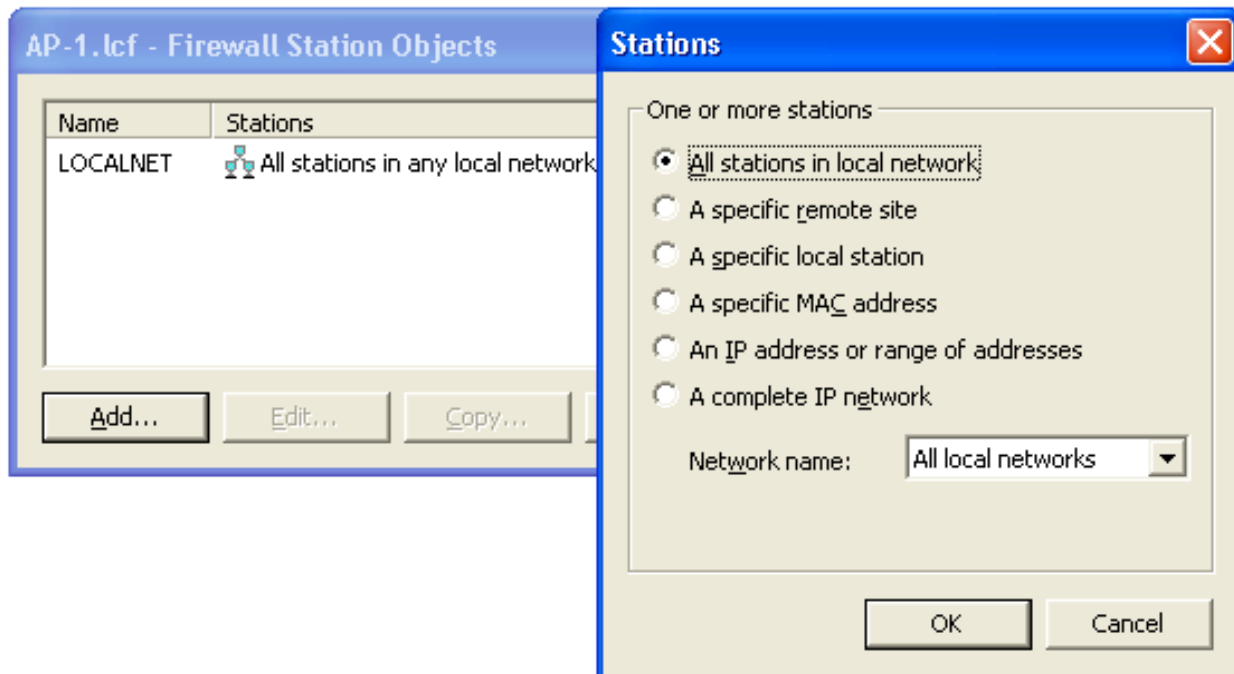 AP-1.lcf - Firewall Station Objects
Name Stations
LOCALNET All stations in any local network
Add... Edit... Copy...
Stations
One or more stations
All stations in local network
A specific remote site
A specific local station
A specific MAC address
An IP address or range of addresses
A complete IP network
Network name: All local networks
OK Cancel